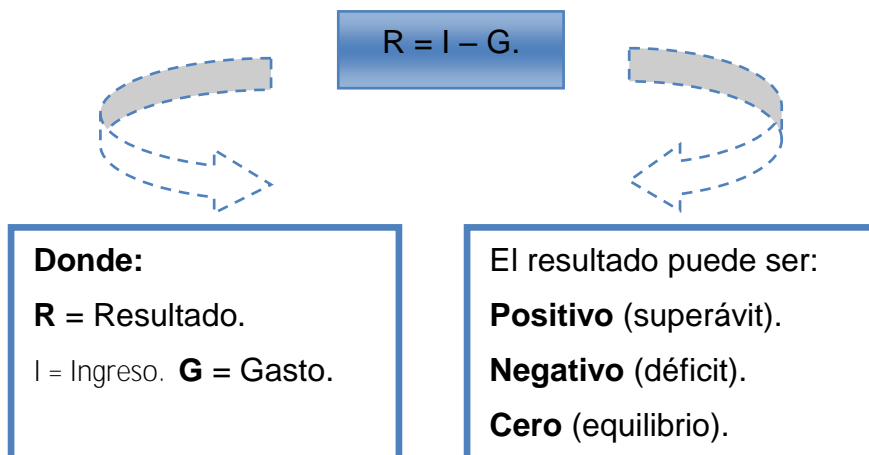 R = I – G.
Donde:
R = Resultado.
I = Ingreso. G = Gasto.
El resultado puede ser:
Positivo (superávit).
Negativo (déficit).
Cero (equilibrio).